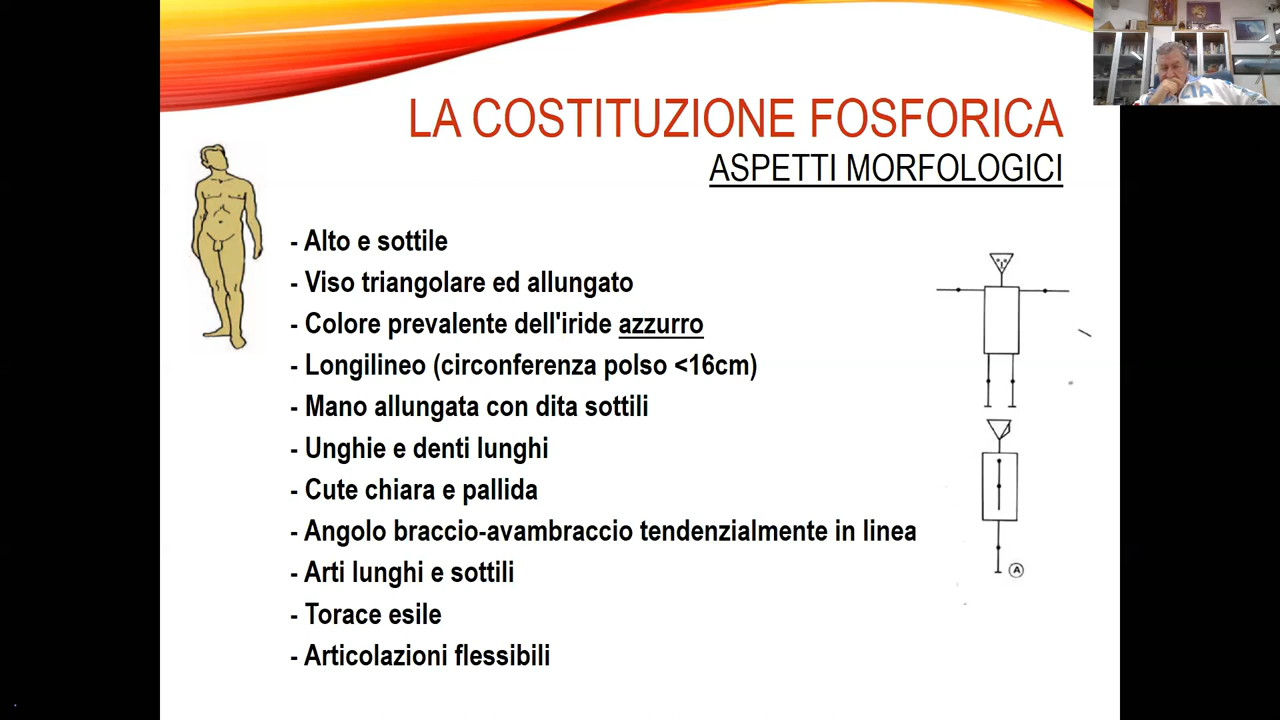 LA COSTITUZIONE FOSFORICA
ASPETTI MORFOLOGICI
- Alto e sottile
- Viso triangolare ed allungato
- Colore prevalente dell'iride azzurro
- Longilineo (circonferenza polso <16cm)
- Mano allungata con dita sottili
- Unghie e denti lunghi
- Cute chiara e pallida
- Angolo braccio-avambraccio tendenzialmente in linea
- Arti lunghi e sottili
- Torace esile
- Articolazioni flessibili
A